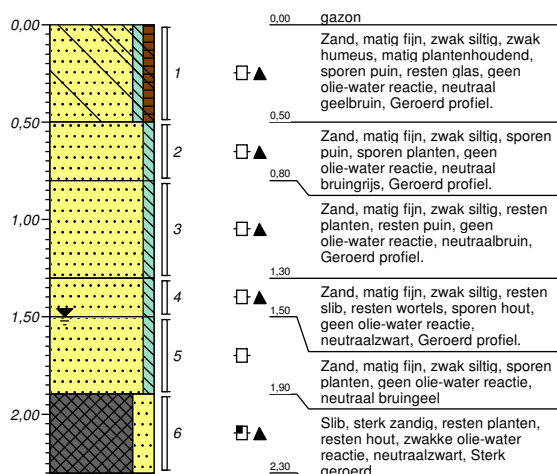 0,00
0,50
1,00
1,50
2,00
1
2
3
4
5
6
0,00 gazon
Zand, matig fijn, zwak siltig, zwak
humeus, matig plantenhoudend,
sporen puin, resten glas, geen
olie-water reactie, neutraal
geelbruin, Geroerd profiel.
0,50
Zand, matig fijn, zwak siltig, sporen
puin, sporen planten, geen
olie-water reactie, neutraal
bruingrijs, Geroerd profiel.
0,80
Zand, matig fijn, zwak siltig, resten
planten, resten puin, geen
olie-water reactie, neutraalbruin,
Geroerd profiel.
1,30
Zand, matig fijn, zwak siltig, resten
slib, resten wortels, sporen hout,
geen olie-water reactie,
neutraalzwart, Geroerd profiel.
1,50
Zand, matig fijn, zwak siltig, sporen
planten, geen olie-water reactie,
neutraal bruingeel
1,90
Slib, sterk zandig, resten planten,
resten hout, zwakke olie-water
reactie, neutraalzwart, Sterk
geroerd
2,30